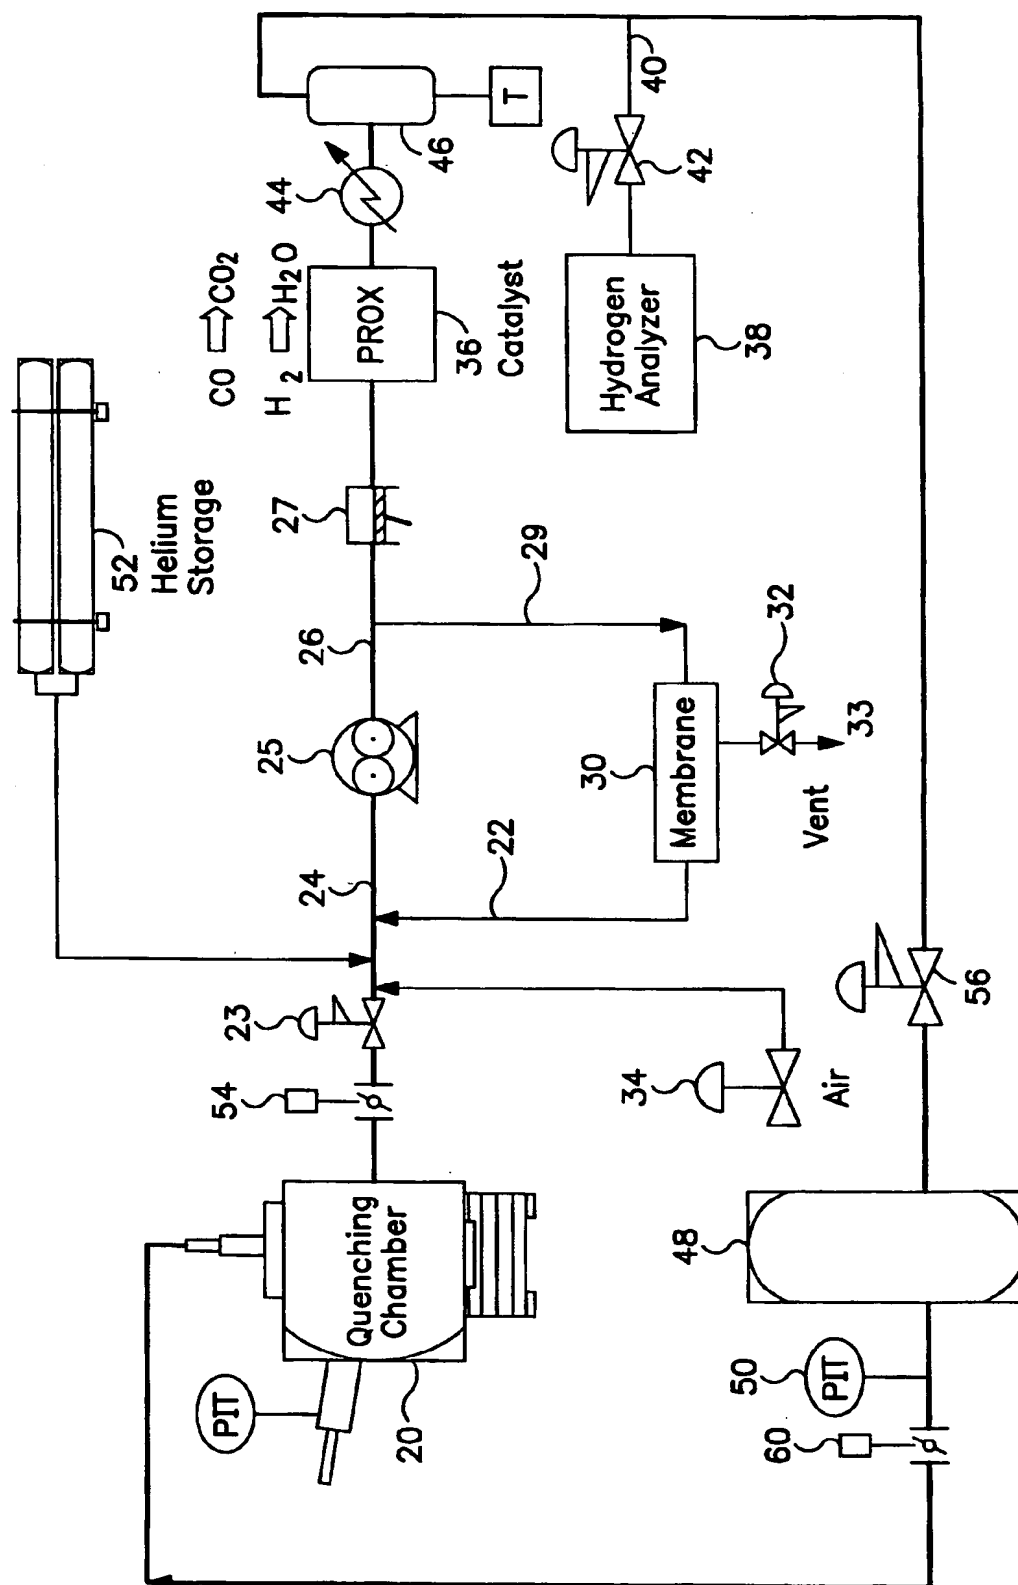 52
Helium
Storage
CO ⇨ CO2
H2 ⇨ H2O
PIT
20
Quenching
Chamber
54
23
24
25
26
27
PROX
36
Catalyst
44
46
T
22
29
Membrane
30
32
33
Vent
34
Air
Hydrogen
Analyzer
38
40
42
60
50
PIT
48
56